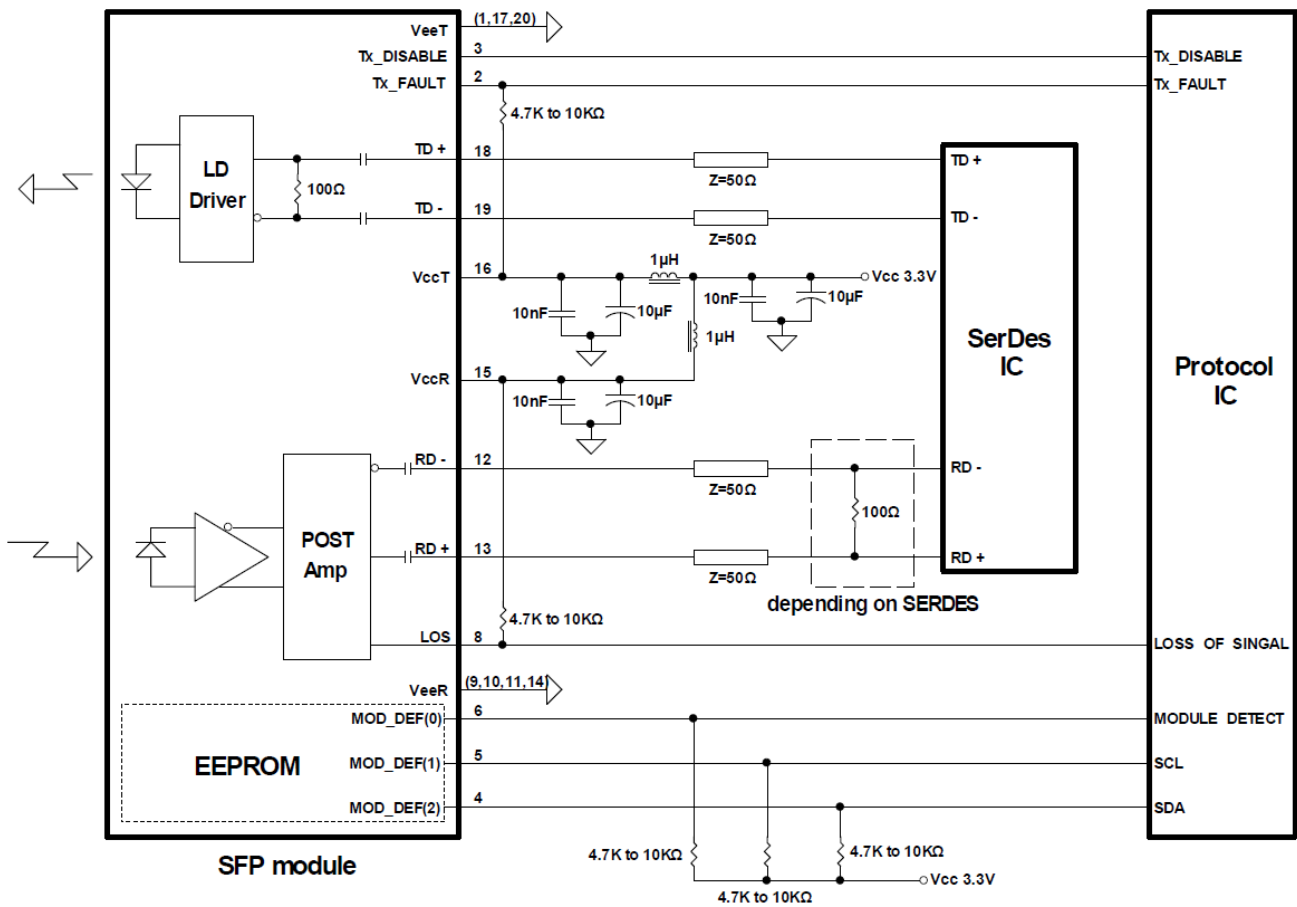 VeeT
(1,17,20)
Tx_DISABLE
3
Tx_DISABLE
Tx_FAULT
2
Tx_FAULT
4.7K to 10KΩ
LD
Driver
100Ω
TD +
18
Z=50Ω
TD +
TD -
19
Z=50Ω
TD -
VccT
16
1µH
Vcc 3.3V
10nF
10µF
10nF
10µF
1µH
SerDes
IC
Protocol
IC
VccR
15
10nF
10µF
RD -
12
Z=50Ω
RD -
100Ω
POST
Amp
RD +
13
Z=50Ω
RD +
depending on SERDES
4.7K to 10KΩ
LOS
8
LOSS OF SINGAL
VeeR
(9,10,11,14)
MOD_DEF(0)
6
MODULE DETECT
EEPROM
MOD_DEF(1)
5
SCL
MOD_DEF(2)
4
SDA
4.7K to 10KΩ
4.7K to 10KΩ
4.7K to 10KΩ
Vcc 3.3V
SFP module